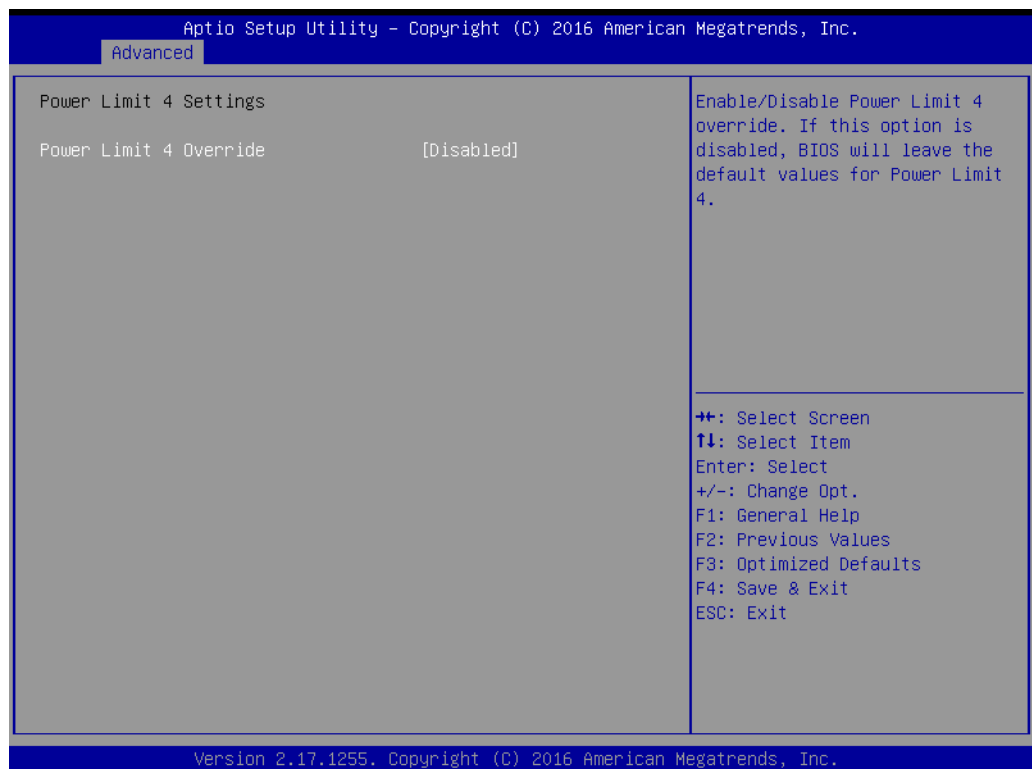 Aptio Setup Utility – Copyright (C) 2016 American Megatrends, Inc.
Advanced
Power Limit 4 Settings
Power Limit 4 Override [Disabled]
Enable/Disable Power Limit 4
override. If this option is
disabled, BIOS will leave the
default values for Power Limit
4.
→←: Select Screen
↑↓: Select Item
Enter: Select
+/-: Change Opt.
F1: General Help
F2: Previous Values
F3: Optimized Defaults
F4: Save & Exit
ESC: Exit
Version 2.17.1255. Copyright (C) 2016 American Megatrends, Inc.